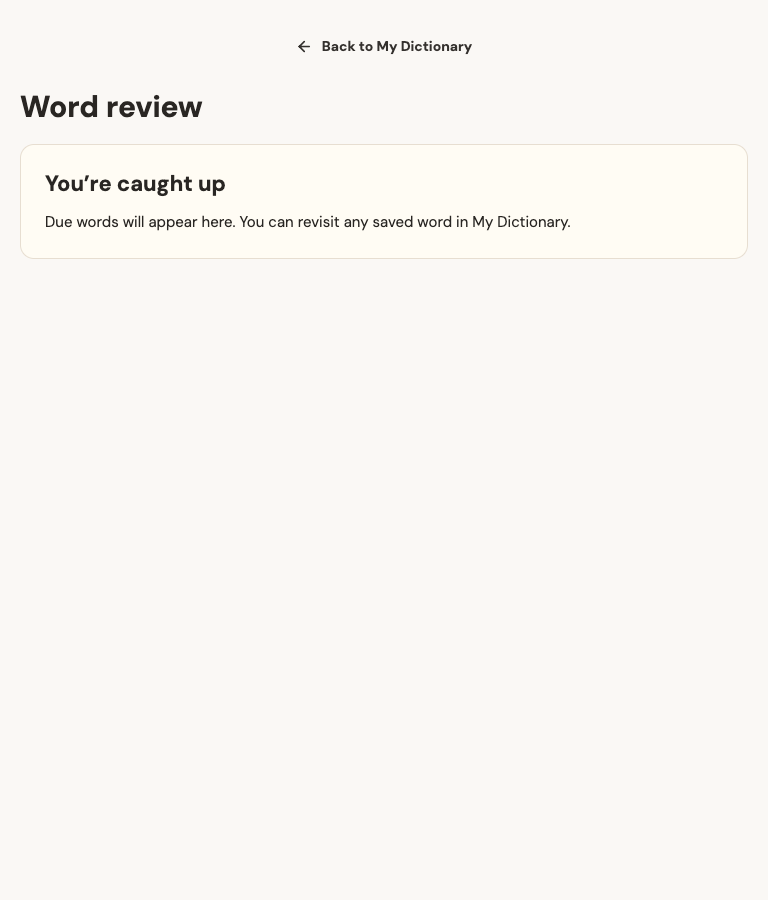 Back to My Dictionary
Word review
You’re caught up
Due words will appear here. You can revisit any saved word in My Dictionary.